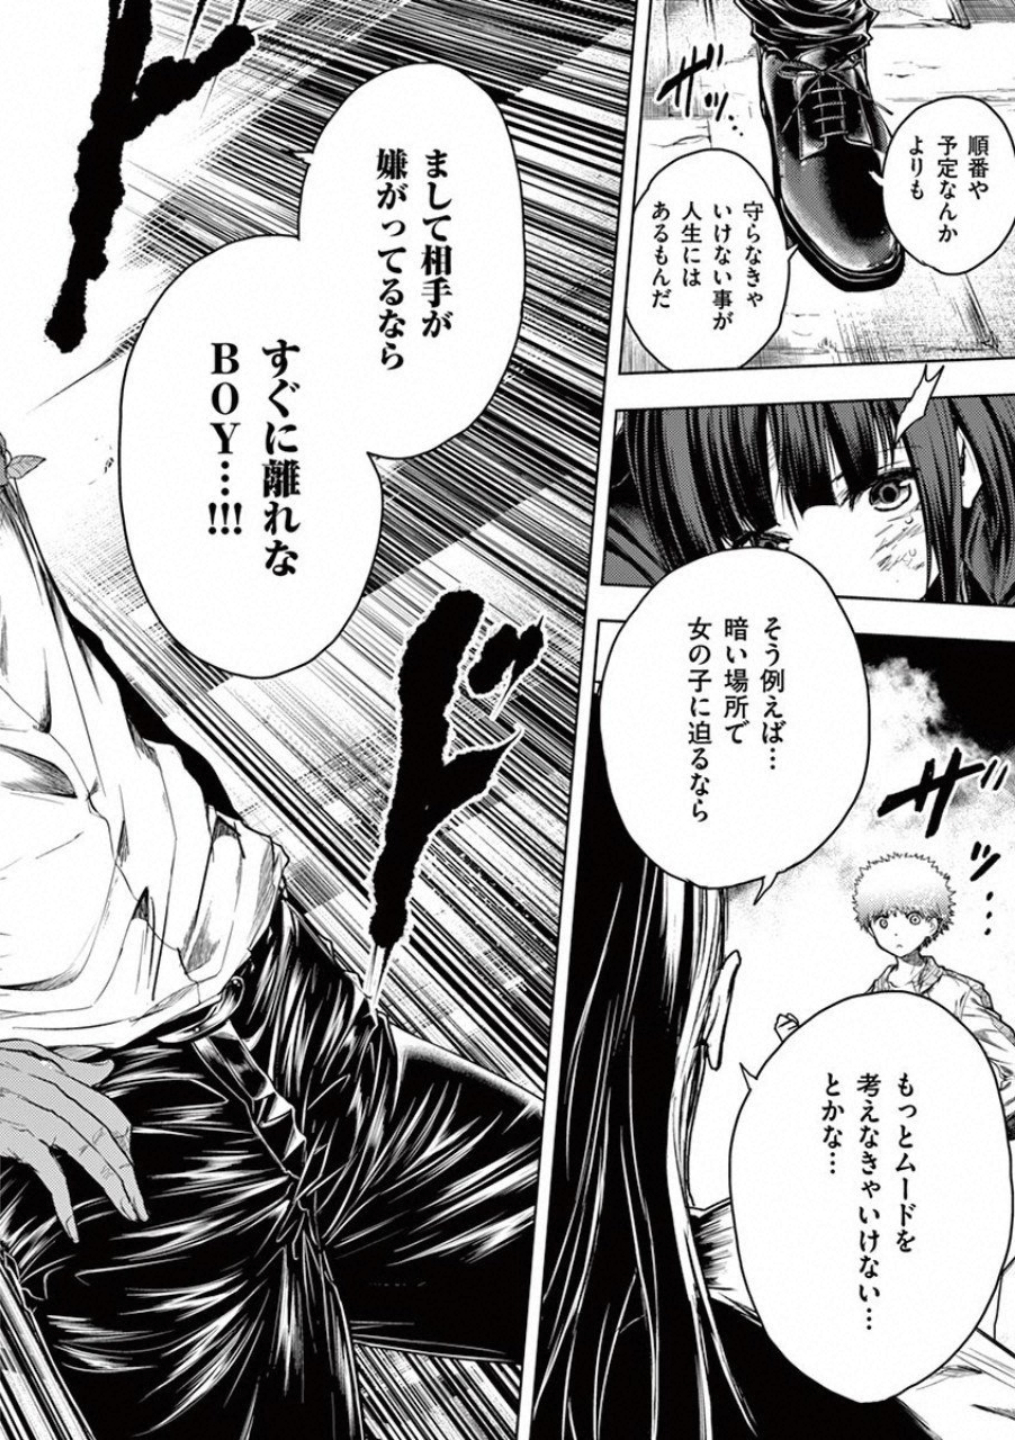 順番や
予定なんか
よりも
ザッ…
守らなきゃ
いけない事が
人生には
あるもんだ
そう例えば…
暗い場所で
女の子に迫るなら
ザッ…
もっとムードを
考えなきゃいけない…
とかな…
まして相手が
嫌がってるなら
すぐに離れな
BOY…!!!
ド
ド